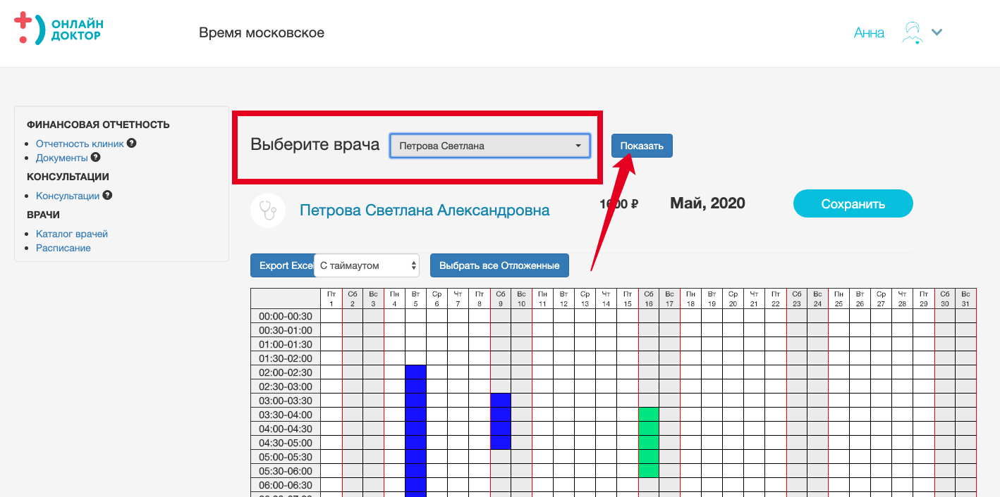 ОНЛАЙН
ДОКТОР
Время московское
Анна
ФИНАНСОВАЯ ОТЧЕТНОСТЬ
Отчетность клиник ?
Документы ?
КОНСУЛЬТАЦИИ
Консультации ?
ВРАЧИ
Каталог врачей
Расписание
Выберите врача Петрова Светлана Показать
Петрова Светлана Александровна 1600 ₽ Май, 2020 Сохранить
Export Excel С таймаутом Выбрать все Отложенные
Пт Сб Вс Пн Вт Ср Чт Пт Сб Вс Пн Вт Ср Чт Пт Сб Вс Пн Вт Ср Чт Пт Сб Вс Пн Вт Ср Чт Пт Сб Вс
1 2 3 4 5 6 7 8 9 10 11 12 13 14 15 16 17 18 19 20 21 22 23 24 25 26 27 28 29 30 31
00:00-00:30
00:30-01:00
01:00-01:30
01:30-02:00
02:00-02:30
02:30-03:00
03:00-03:30
03:30-04:00
04:00-04:30
04:30-05:00
05:00-05:30
05:30-06:00
06:00-06:30